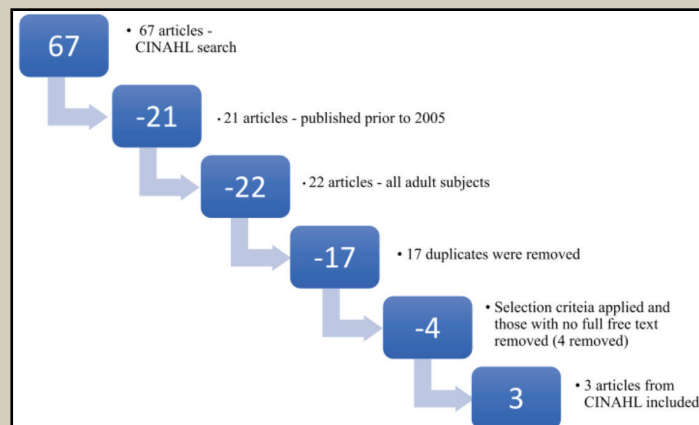 67
• 67 articles -
CINAHL search
-21
• 21 articles - published prior to 2005
-22
• 22 articles - all adult subjects
-17
• 17 duplicates were removed
-4
• Selection criteia applied and
those with no full free text
removed (4 removed)
3
• 3 articles from
CINAHL included